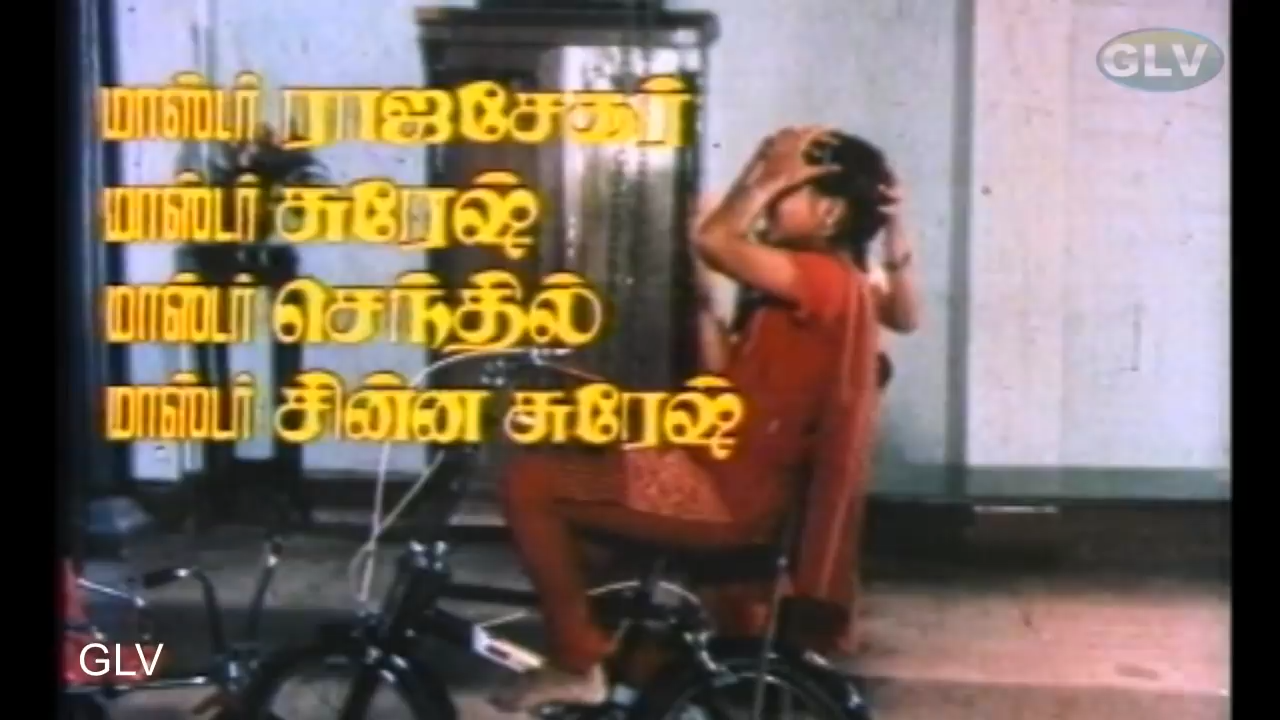 GLV
மாஸ்டர் ராஜசேகர்
மாஸ்டர் சுரேஷ்
மாஸ்டர் செந்தில்
மாஸ்டர் சின்ன சுரேஷ்
GLV